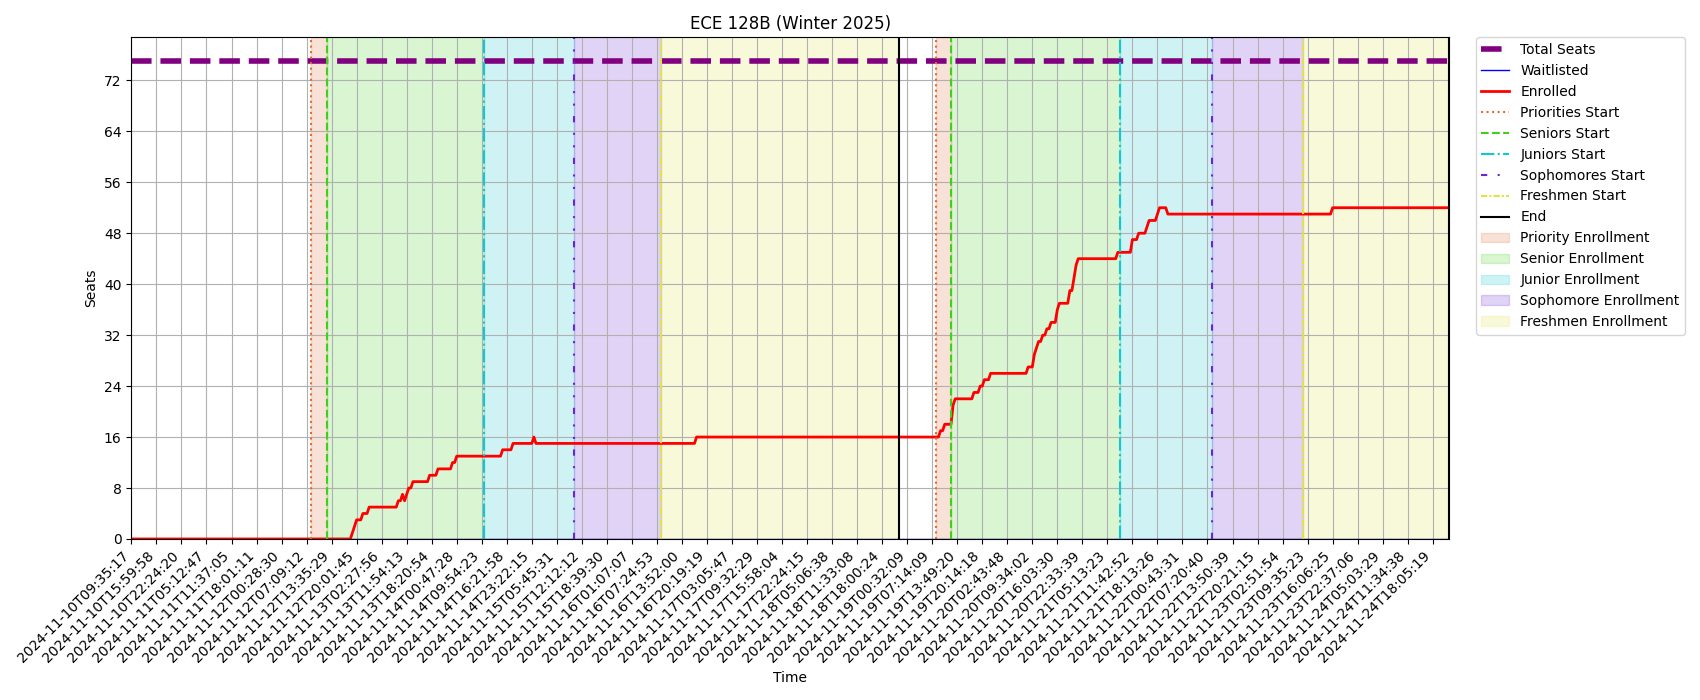 ECE 128B (Winter 2025)
Seats
72
64
56
48
40
32
24
16
8
0
2024-11-10T09:35:17
2024-11-10T15:59:58
2024-11-10T22:24:20
2024-11-11T05:12:47
2024-11-11T11:37:05
2024-11-11T18:01:11
2024-11-12T00:28:30
2024-11-12T07:09:12
2024-11-12T13:35:29
2024-11-12T20:01:45
2024-11-13T03:27:56
2024-11-13T11:54:13
2024-11-13T18:20:54
2024-11-14T00:47:28
2024-11-14T09:54:23
2024-11-14T16:21:58
2024-11-14T23:22:15
2024-11-15T05:45:31
2024-11-15T12:12:12
2024-11-15T18:39:30
2024-11-16T01:07:07
2024-11-16T07:24:53
2024-11-16T13:52:00
2024-11-16T20:19:19
2024-11-17T03:05:47
2024-11-17T09:32:29
2024-11-17T15:58:04
2024-11-17T22:24:15
2024-11-18T05:06:38
2024-11-18T11:33:08
2024-11-18T18:00:24
2024-11-19T00:32:09
2024-11-19T07:14:09
2024-11-19T13:49:20
2024-11-19T20:14:18
2024-11-20T02:43:48
2024-11-20T09:34:02
2024-11-20T16:03:30
2024-11-20T22:33:39
2024-11-21T05:13:23
2024-11-21T11:42:52
2024-11-21T18:13:26
2024-11-22T00:43:31
2024-11-22T07:20:40
2024-11-22T13:50:39
2024-11-22T20:21:15
2024-11-23T02:51:54
2024-11-23T09:35:23
2024-11-23T16:06:25
2024-11-23T22:37:06
2024-11-24T05:03:29
2024-11-24T11:34:38
2024-11-24T18:05:19
Time
Total Seats
Waitlisted
Enrolled
Priorities Start
Seniors Start
Juniors Start
Sophomores Start
Freshmen Start
End
Priority Enrollment
Senior Enrollment
Junior Enrollment
Sophomore Enrollment
Freshmen Enrollment